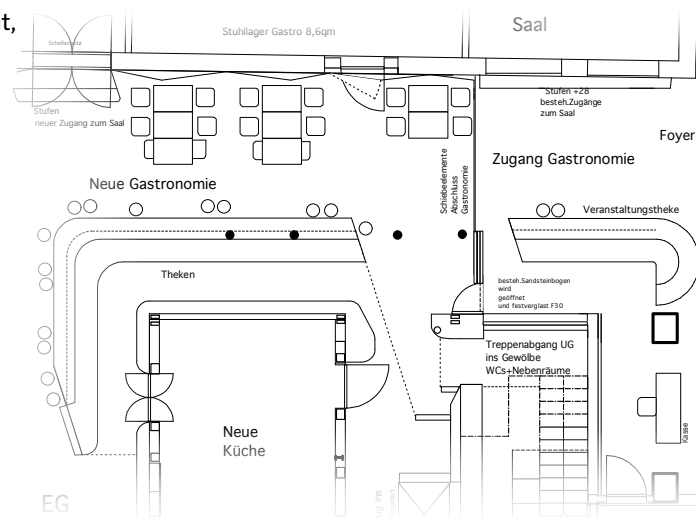 t,
Stuhllager Gastro 8,6qm
Saal
Schallschutz
Stufen
neuer Zugang zum Saal
Stufen +28
besteh.Zugänge
zum Saal
Foyer
Zugang Gastronomie
Schiebeelemente
Abschluss
Gastronomie
Neue Gastronomie
Veranstaltungstheke
Theken
besteh.Sandsteinbogen
wird
geöffnet
und festverglast F30
Treppenabgang UG
ins Gewölbe
WCs+Nebenräume
Neue
Küche
Kasse
EG
ug ins